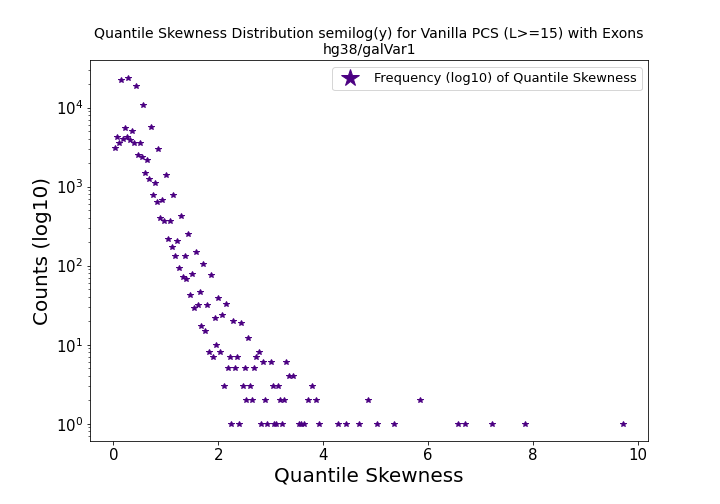 Quantile Skewness Distribution semilog(y) for Vanilla PCS (L>=15) with Exons
hg38/galVar1
Frequency (log10) of Quantile Skewness
10⁴
10³
10²
10¹
10⁰
Counts (log10)
0 2 4 6 8 10
Quantile Skewness